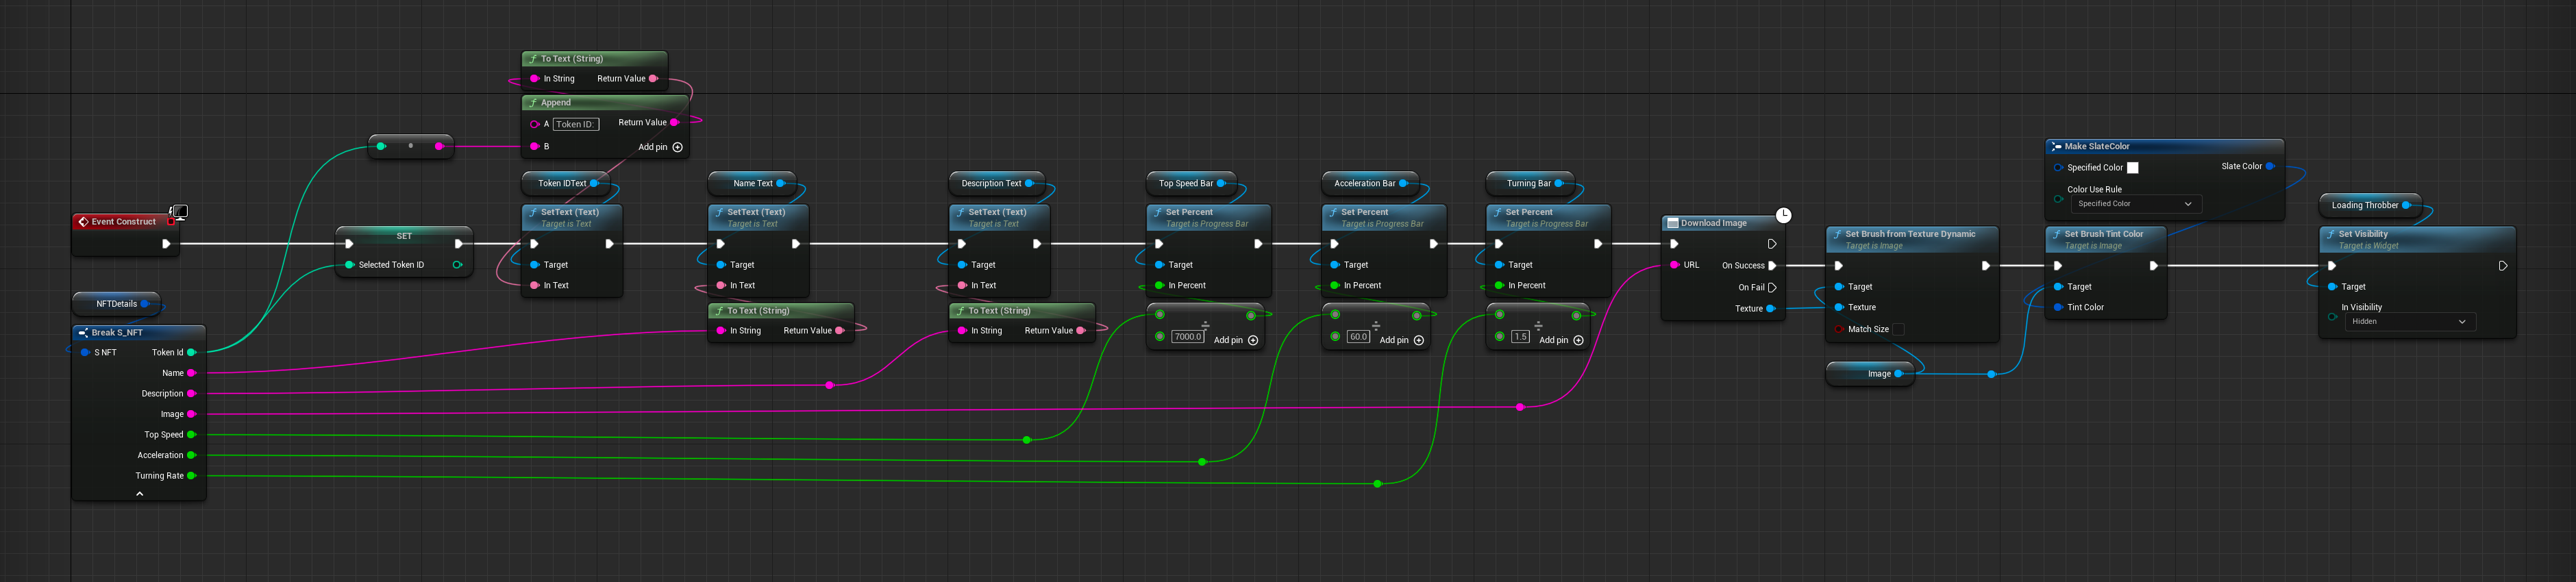 To Text (String)
In String
Return Value
Append
A
Token ID:
Return Value
B
Add pin
Event Construct
SET
Selected Token ID
Token IDText
SetText (Text)
Target is Text
Target
In Text
Name Text
SetText (Text)
Target is Text
Target
In Text
To Text (String)
In String
Return Value
Description Text
SetText (Text)
Target is Text
Target
In Text
To Text (String)
In String
Return Value
Top Speed Bar
Set Percent
Target is Progress Bar
Target
In Percent
÷
7000.0
Add pin
Acceleration Bar
Set Percent
Target is Progress Bar
Target
In Percent
÷
60.0
Add pin
Turning Bar
Set Percent
Target is Progress Bar
Target
In Percent
÷
1.5
Add pin
Download Image
URL
On Success
On Fail
Texture
Set Brush from Texture Dynamic
Target is Image
Target
Texture
Match Size
Image
Make SlateColor
Specified Color
Slate Color
Color Use Rule
Specified Color
Set Brush Tint Color
Target is Image
Target
Tint Color
Loading Throbber
Set Visibility
Target is Widget
Target
In Visibility
Hidden
NFTDetails
Break S_NFT
S NFT
Token Id
Name
Description
Image
Top Speed
Acceleration
Turning Rate